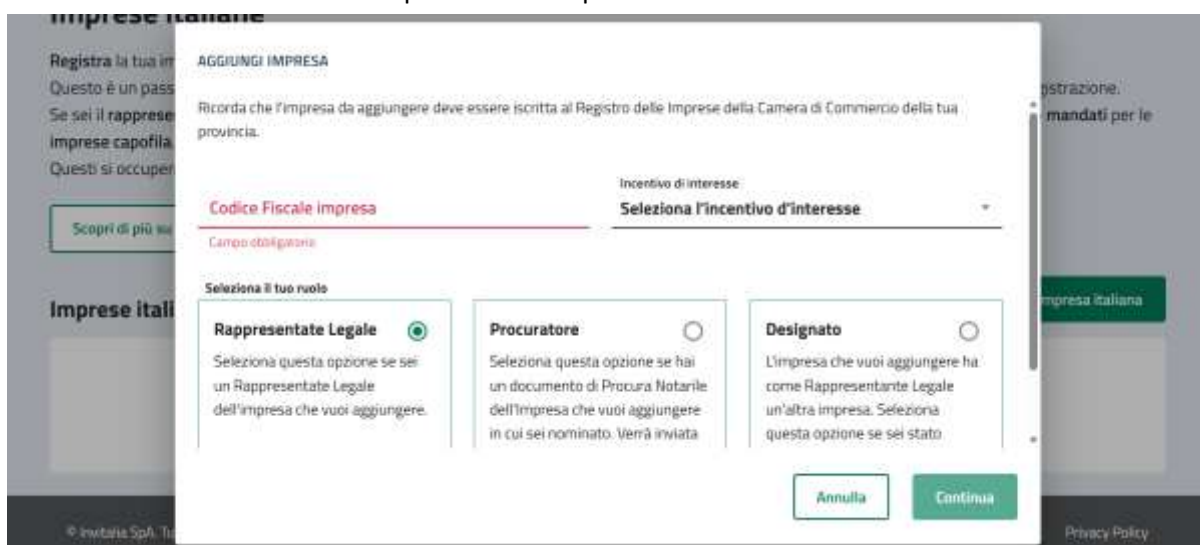 Imprese italiane
Registra la tua im
Questo è un pass
Se sei il rapprese
imprese capofila.
Questi si occuper
gistrazione.
mandati per le
Scopri di più su
Imprese itali
mpresa italiana
AGGIUNGI IMPRESA
Ricorda che l'impresa da aggiungere deve essere iscritta al Registro delle Imprese della Camera di Commercio della tua
provincia.
Incentivo di interesse
Codice Fiscale impresa
Seleziona l'incentivo d'interesse
Campo obbligatorio
Seleziona il tuo ruolo
Rappresentate Legale
Seleziona questa opzione se sei
un Rappresentate Legale
dell'impresa che vuoi aggiungere.
Procuratore
Seleziona questa opzione se hai
un documento di Procura Notarile
dell'Impresa che vuoi aggiungere
in cui sei nominato. Verrà inviata
Designato
L'impresa che vuoi aggiungere ha
come Rappresentante Legale
un'altra impresa. Seleziona
questa opzione se sei stato
Annulla
Continua
© Invitalia SpA. Tu
Privacy Policy